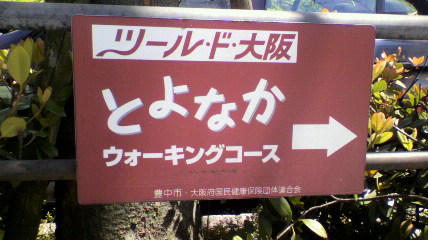 ツール・ド・大阪
とよなか
ウォーキングコース
豊中市・大阪府国民健康保険団体連合会